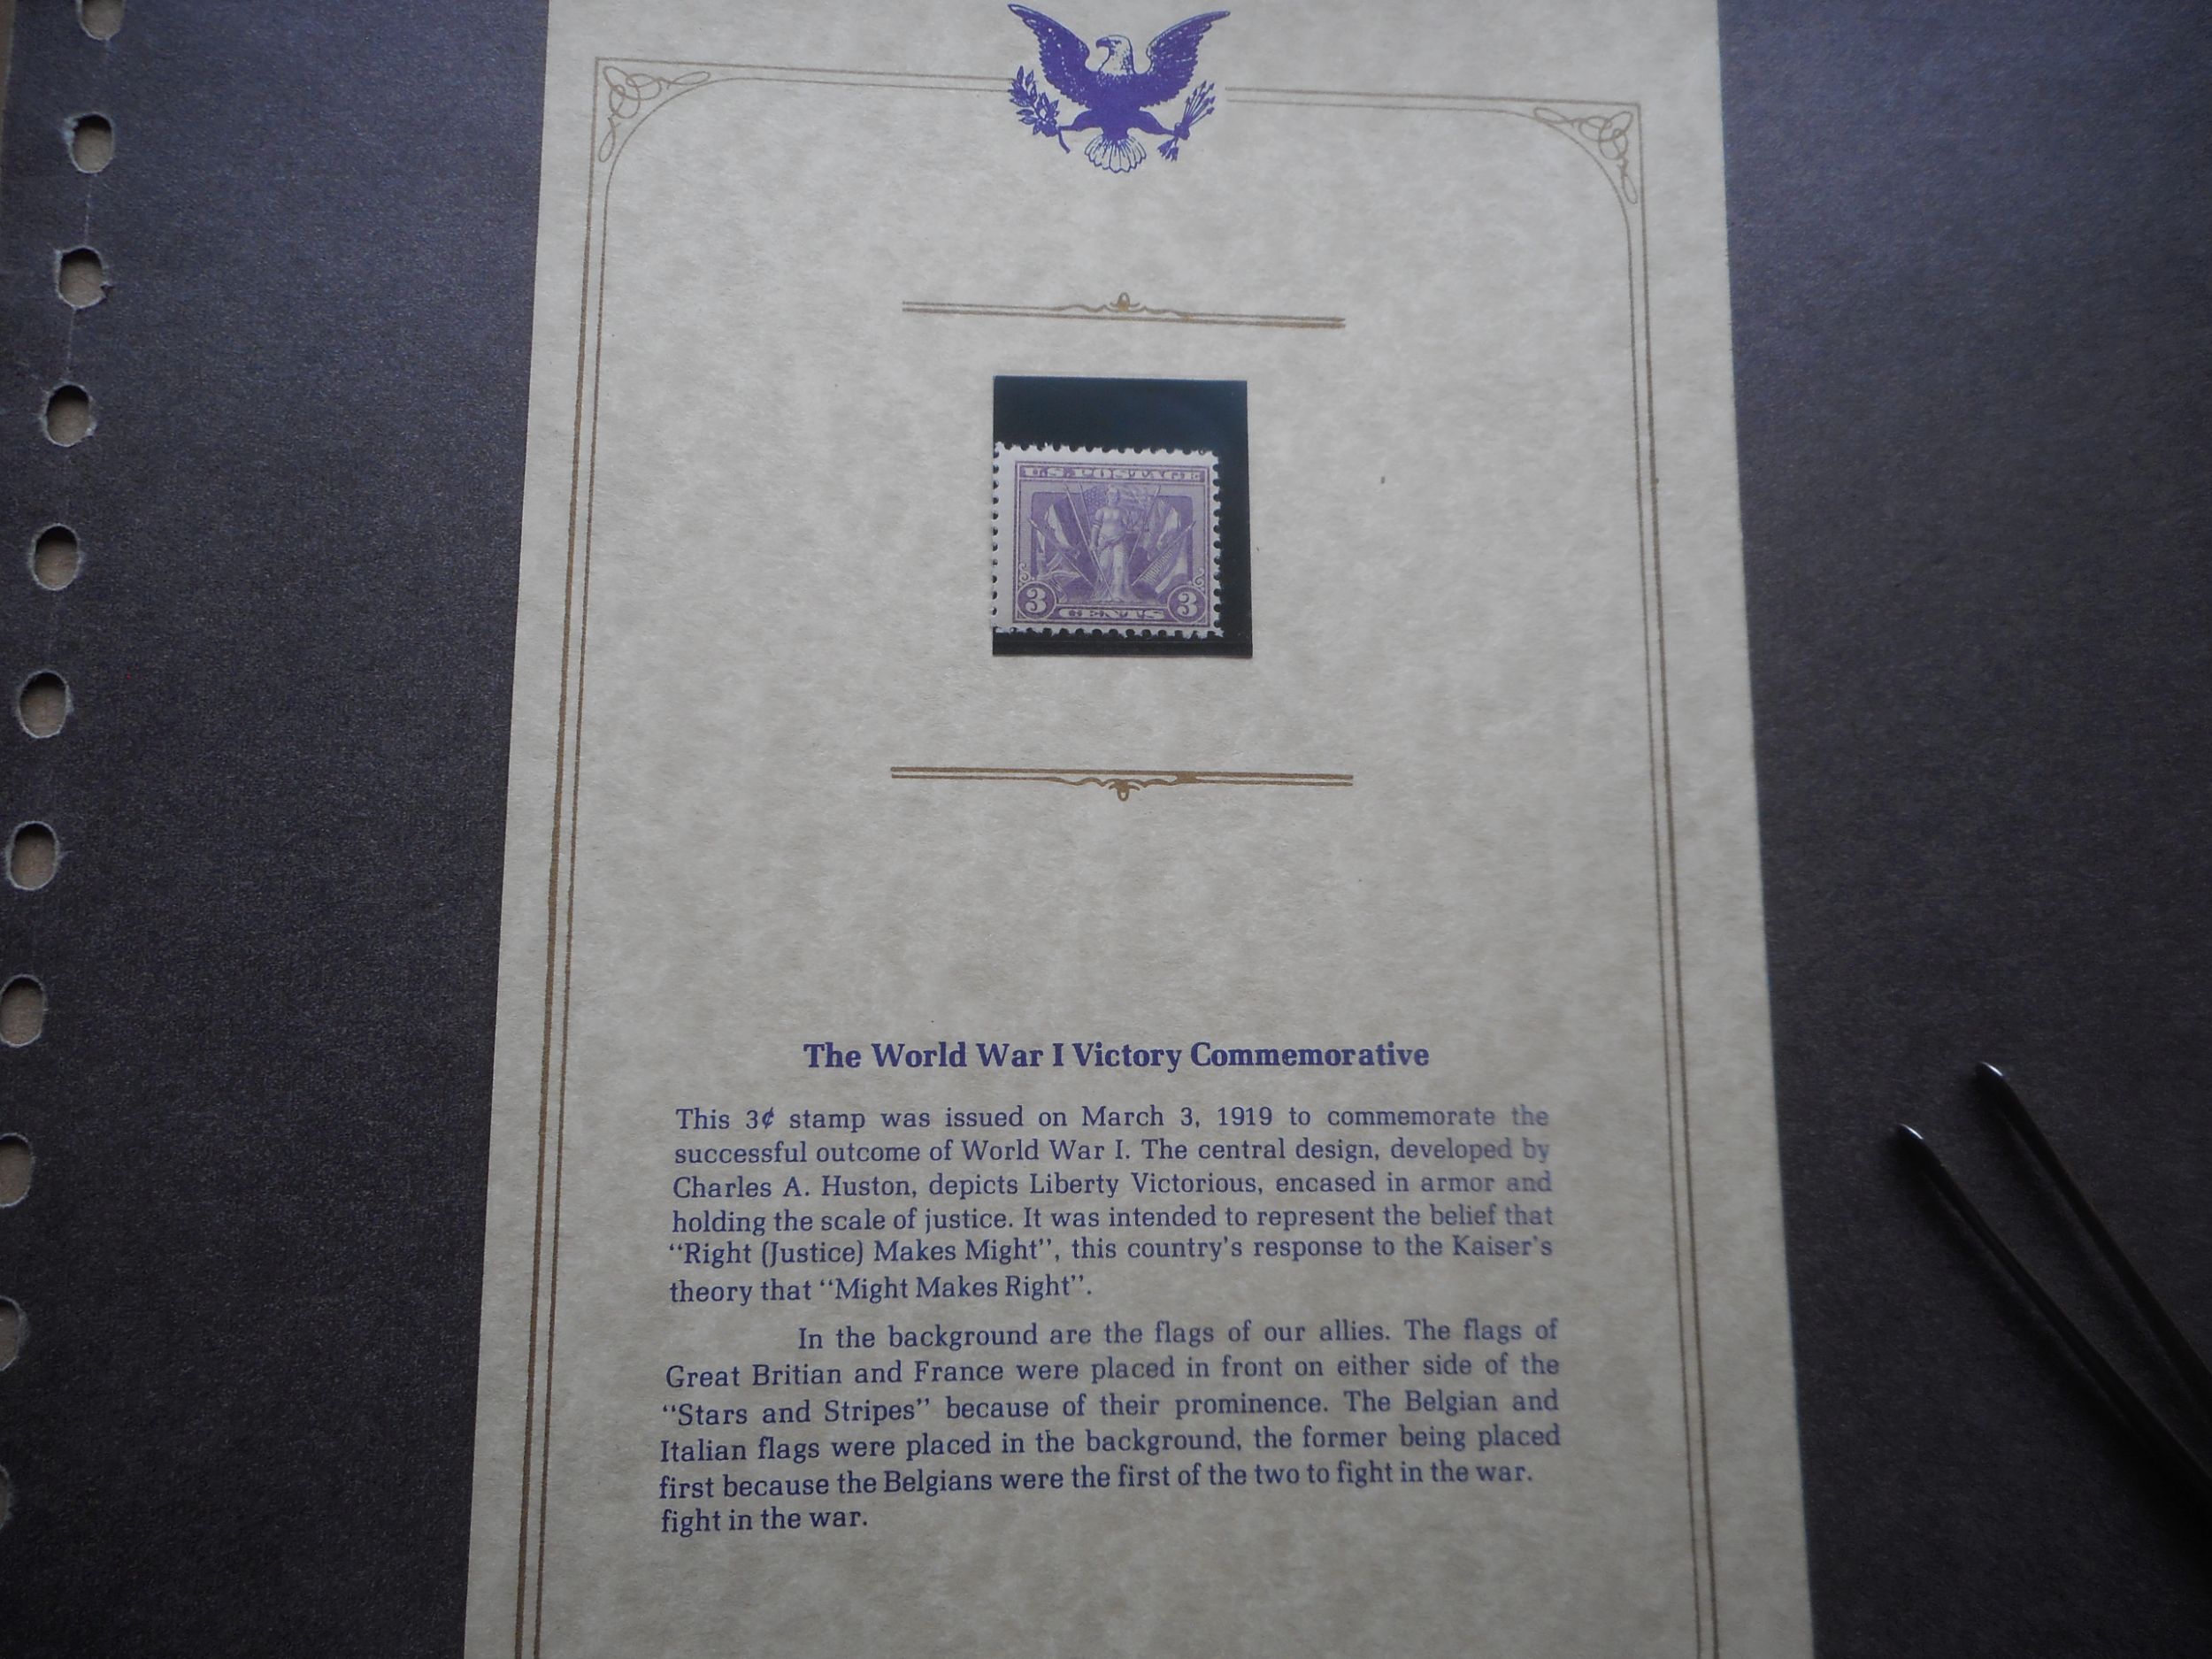 U.S. POSTAGE
3 CENTS 3
The World War I Victory Commemorative
This 3¢ stamp was issued on March 3, 1919 to commemorate the
successful outcome of World War I. The central design, developed by
Charles A. Huston, depicts Liberty Victorious, encased in armor and
holding the scale of justice. It was intended to represent the belief that
“Right (Justice) Makes Might”, this country's response to the Kaiser's
theory that “Might Makes Right”.
In the background are the flags of our allies. The flags of
Great Britian and France were placed in front on either side of the
“Stars and Stripes” because of their prominence. The Belgian and
Italian flags were placed in the background, the former being placed
first because the Belgians were the first of the two to fight in the war.
fight in the war.